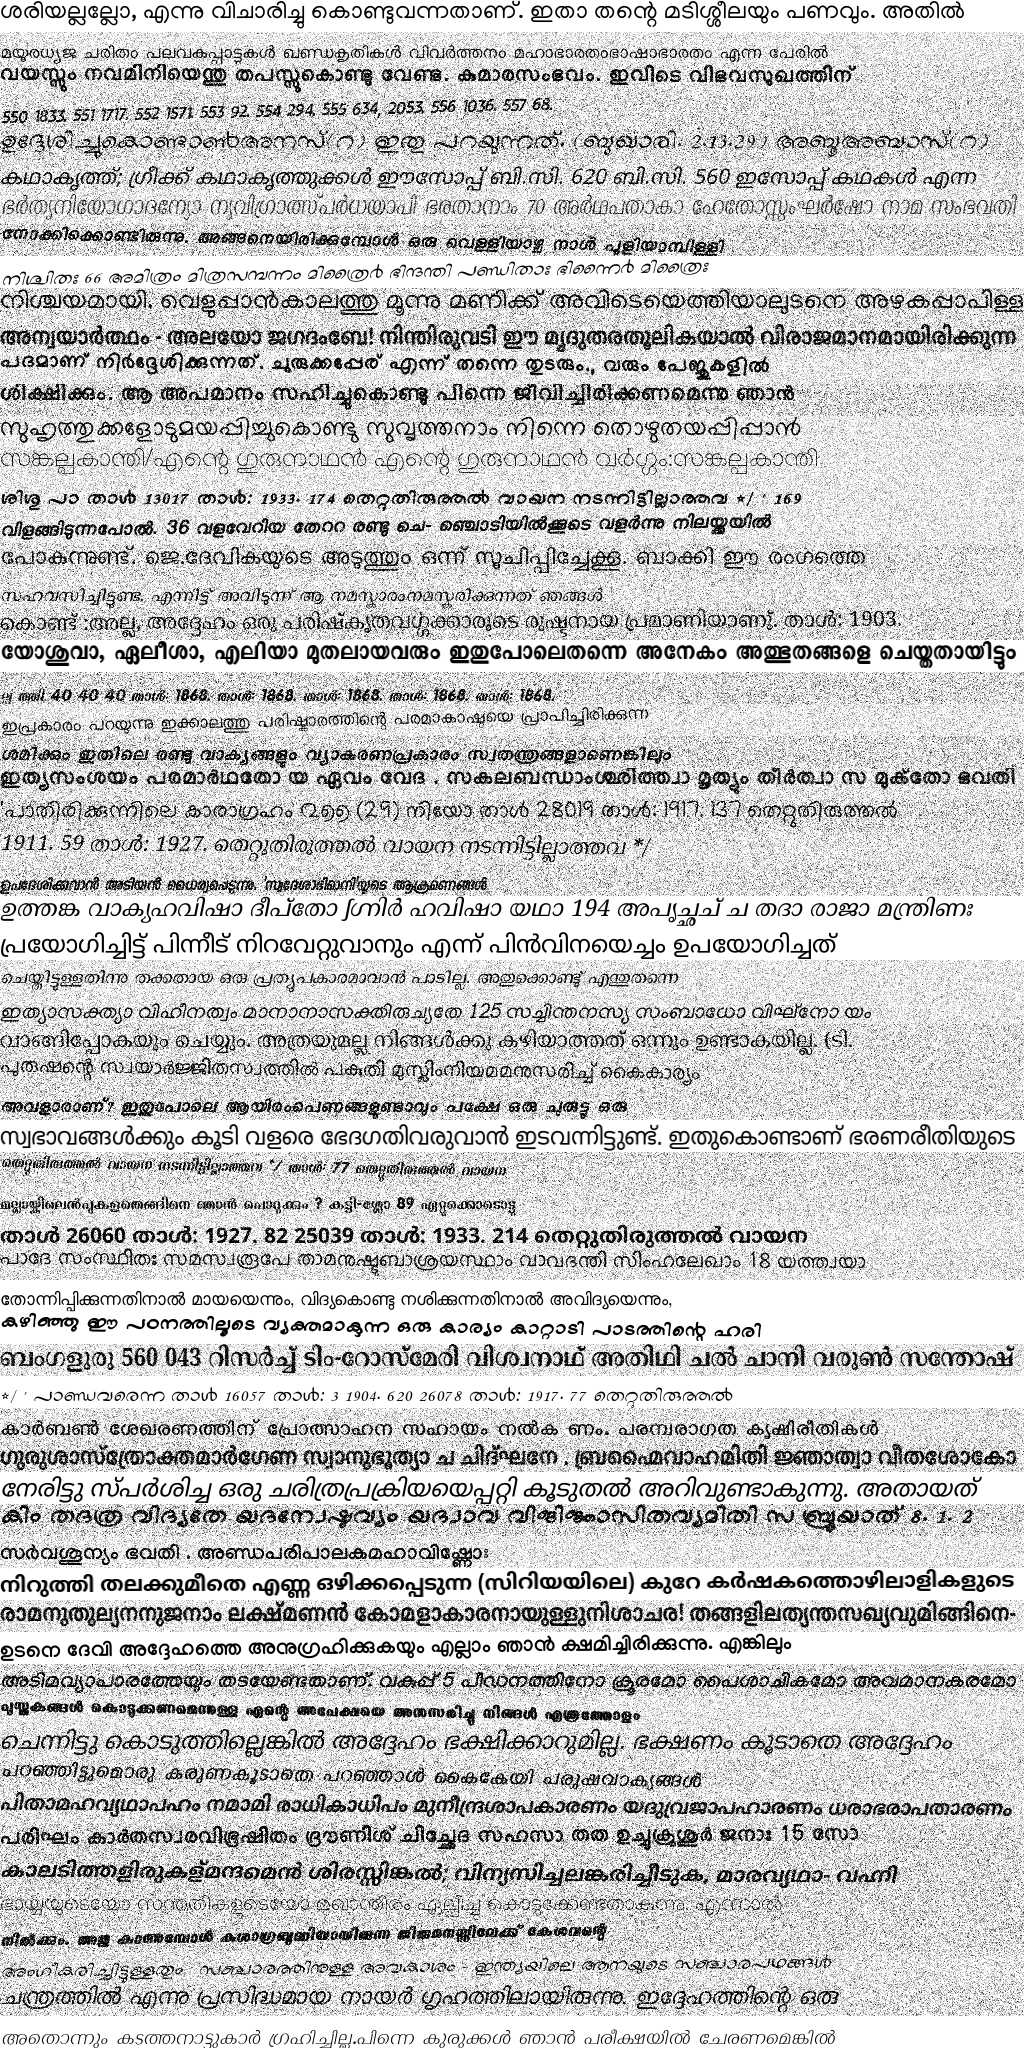 ശരിയല്ലല്ലോ, എന്നു വിചാരിച്ചു കൊണ്ടുവന്നതാണ്. ഇതാ തന്റെ മടിശ്ശീലയും പണവും. അതിൽ
മയൂരധ്വജ ചരിതം പലവകപ്പാട്ടുകൾ ഖണ്ഡകൃതികൾ വിവർത്തനം മഹാഭാരതംഭാഷാഭാരതം എന്ന പേരിൽ
വയസ്സും നവമിനിയെന്തു തപസ്സുകൊണ്ടു വേണ്ട. കുമാരസംഭവം. ഇവിടെ വിഭവസുഖത്തിന്
550 1833. 551 1717. 552 1571. 553 92. 554 294, 555 634, 2053. 556 1036. 557 68.
ഉദ്ദേശിച്ചുകൊണ്ടാൺഅനസ്(റ) ഇതു പറയുന്നത്. (ബുഖാരി. 2.13.29) അബൂഅബാസ്(റ)
കഥാകൃത്ത്; ഗ്രീക്ക് കഥാകൃത്തുക്കൾ ഈസോപ്പ് ബി.സി. 620 ബി.സി. 560 ഇസോപ്പ് കഥകൾ എന്ന
ഭർതൃനിയോഗാദന്യോ ന്യവിഗ്രാത്സ്പർധയാപി ഭരതാനാം 70 അർഥപതാകാ ഹേതോസ്സംഘർഷോ നാമ സംഭവതി
നോക്കിക്കൊണ്ടിരുന്നു. അങ്ങനെയിരിക്കുമ്പോൾ ഒരു വെള്ളിയാഴ്ച നാൾ പുളിയാമ്പിള്ളി
നിശ്രിതഃ 66 അമിത്രം മിത്രസമ്പന്നം മിത്രൈർ ഭിന്ദന്തി പണ്ഡിതാഃ ഭിന്നൈർ മിത്രൈഃ
നിശ്ചയമായി. വെളുപ്പാൻകാലത്തു മൂന്നു മണിക്ക് അവിടെയെത്തിയാലുടനെ അഴകപ്പാപിള്ള
അന്വയാർത്ഥം - അലയോ ജഗദംബേ! നിന്തിരുവടി ഈ മൃദുതരതൂലികയാൽ വിരാജമാനമായിരിക്കുന്ന
പദമാണ് നിർദ്ദേശിക്കുന്നത്. ചുരുക്കപ്പേര് എന്ന് തന്നെ തുടരും., വരും പേജുകളിൽ
ശിക്ഷിക്കും. ആ അപമാനം സഹിച്ചുകൊണ്ടു പിന്നെ ജീവിച്ചിരിക്കണമെന്നു ഞാൻ
സുഹൃത്തുക്കളോടുമയപ്പിച്ചുകൊണ്ടു സുവൃത്തനാം നിന്നെ തൊഴുതയപ്പിപ്പാൻ
സങ്കല്പകാന്തി/എന്റെ ഗുരുനാഥൻ എന്റെ ഗുരുനാഥൻ വർഗ്ഗം:സങ്കല്പകാന്തി
ശിശു പാ താൾ 13017 താൾ: 1933. 174 തെറ്റുതിരുത്തൽ വായന നടന്നിട്ടില്ലാത്തവ */ ' 169
വിളങ്ങിടുന്നപോൽ. 36 വളവേറിയ തേററ രണ്ടു ചെ- ഞ്ചൊടിയിൽക്കൂടെ വളർന്നു നിലയ്ക്കയിൽ
പോകുന്നുണ്ട്. ജെ.ദേവികയുടെ അടുത്തും ഒന്ന് സൂചിപ്പിച്ചേക്കൂ. ബാക്കി ഈ രംഗത്തെ
സഹവസിച്ചിട്ടുണ്ടു. എന്നിട്ട് അവിടുന്ന് ആ നമസ്കാരംനമസ്കരിക്കുന്നത് ഞങ്ങൾ
കൊണ്ട് :അല്ല, അദ്ദേഹം ഒരു പരിഷ്കൃതവർഗ്ഗക്കാരുടെ രുഷ്ടനായ പ്രമാണിയാണു്. താൾ: 1903.
യോശുവാ, ഏലീശാ, എലിയാ മുതലായവരും ഇതുപോലെതന്നെ അനേകം അത്ഭുതങ്ങളെ ചെയ്തതായിട്ടും
പ്പ ത്തി 40 40 40 താൾ: 1868. താൾ: 1868. താൾ: 1868. താൾ: 1868. താൾ: 1868.
ഇപ്രകാരം പറയുന്നു ഇക്കാലത്തു പരിഷ്കാരത്തിന്റെ പരമാകാഷ്ഠയെ പ്രാപിച്ചിരിക്കുന്ന
ശമിക്കും ഇതിലെ രണ്ടു വാക്യങ്ങളും വ്യാകരണപ്രകാരം സ്വതന്ത്രങ്ങളാണെങ്കിലും
ഇത്യസംശയം പരമാർഥതോ യ ഏവം വേദ . സകലബന്ധാംശ്ഛിത്ത്വാ മൃത്യും തീർത്വാ സ മുക്തോ ഭവതി
'പാതിരിക്കുന്നിലെ കാരാഗ്രഹം ൨൭൭ (29) നിയോ താൾ 28019 താൾ: 1917. 137 തെറ്റുതിരുത്തൽ
1911. 59 താൾ: 1927. തെറ്റുതിരുത്തൽ വായന നടന്നിട്ടില്ലാത്തവ */
ഉപദേശിക്കുവാൻ അടിയൻ ധൈര്യപ്പെടുന്നു. 'സ്വദേശാഭിമാനി'യുടെ ആക്രമണങ്ങൾ
ഉത്തങ്ക വാക്യഹവിഷാ ദീപ്തോ ഽഗ്നിർ ഹവിഷാ യഥാ 194 അപൃച്ഛച് ച തദാ രാജാ മന്ത്രിണഃ
പ്രയോഗിച്ചിട്ട് പിന്നീട് നിറവേറ്റുവാനും എന്ന് പിൻവിനയെച്ചം ഉപയോഗിച്ചത്
ചെയ്തിട്ടുള്ളതിന്നു തക്കതായ ഒരു പ്രത്യുപകാരമാവാൻ പാടില്ല. അതുക്കൊണ്ടു് എന്തുതന്നെ
ഇത്യാസക്ത്യാ വിഹീനത്വം മാനാനാസക്തിരുച്യതേ 125 സച്ചിന്തനസ്യ സംബാധോ വിഘ്നോ യം
വാങ്ങിപ്പോകയും ചെയ്യും. അത്രയുമല്ല നിങ്ങൾക്കു കഴിയാത്തത് ഒന്നും ഉണ്ടാകയില്ല. (ടി.
പുരുഷന്റെ സ്വയാർജ്ജിതസ്വത്തിൽ പകുതി മുസ്ലിംനിയമമനുസരിച്ച് കൈകാര്യം
അവളാരാണ്? ഇതുപോലെ ആയിരംപെണങ്ങളുണ്ടാവും പക്ഷേ ഒരു ചുരുട്ടു ഒരു
സ്വഭാവങ്ങൾക്കും കൂടി വളരെ ഭേദഗതിവരുവാൻ ഇടവന്നിട്ടുണ്ട്. ഇതുകൊണ്ടാണ് ഭരണരീതിയുടെ
തെറ്റുതിരുത്തൽ വായന നടന്നിട്ടില്ലാത്തവ */ താൾ: 77 തെറ്റുതിരുത്തൽ വായന
ഞാൻ പൊറുക്കും ? കട്ടി-ശ്ലോ 89 ഏറ്റുക്കൊടൊട്ടു
താൾ 26060 താൾ: 1927. 82 25039 താൾ: 1933. 214 തെറ്റുതിരുത്തൽ വായന
പാദേ സംസ്ഥിതഃ സമസ്വരൂപേ താമനുഷ്ടുബാശ്രയസ്ഥാം വാവദന്തി സിംഹലേഖാം 18 യത്ത്വയാ
തോന്നിപ്പിക്കുന്നതിനാൽ മായയെന്നും, വിദ്യകൊണ്ടു നശിക്കുന്നതിനാൽ അവിദ്യയെന്നും,
കഴിഞ്ഞു ഈ പഠനത്തിലൂടെ വ്യക്തമാകുന്ന ഒരു കാര്യം കാറ്റാടി പാടത്തിന്റെ ഹരി
ബംഗളുരു 560 043 റിസർച്ച് ടിം-റോസ്മേരി വിശ്വനാഥ് അതിഥി ചൽ ചാനി വരുൺ സന്തോഷ്
*/ ' പാണ്ഡവരെന്ന താൾ 16057 താൾ: 3 1904. 620 26078 താൾ: 1917. 77 തെറ്റുതിരുത്തൽ
കാർബൺ ശേഖരണത്തിന് പ്രോത്സാഹന സഹായം നൽക ണം. പരമ്പരാഗത കൃഷിരീതികൾ
ഗുരുശാസ്ത്രോക്തമാർഗേണ സ്വാനുഭൂത്യാ ച ചിദ്ഘനേ . ബ്രഹ്മൈവാഹമിതി ജ്ഞാത്വാ വീതശോകോ
നേരിട്ടു സ്പർശിച്ച ഒരു ചരിത്രപ്രക്രിയയെപ്പറ്റി കൂടുതൽ അറിവുണ്ടാകുന്നു. അതായത്
കിം തദത്ര വിദ്യതേ യദന്വേഷ്ടവ്യം യദ്വാവ വിജിജ്ഞാസിതവ്യമിതി സ ബ്രൂയാത് 8. 1. 2
സർവശൂന്യം ഭവതി . അണ്ഡപരിപാലകമഹാവിഷ്ണോഃ
നിറുത്തി തലക്കുമീതെ എണ്ണ ഒഴിക്കപ്പെടുന്ന (സിറിയയിലെ) കുറേ കർഷകത്തൊഴിലാളികളുടെ
രാമനുതുല്യനനുജനാം ലക്ഷ്മണൻ കോമളാകാരനായുള്ളുനിശാചര! തങ്ങളിലത്യന്തസഖ്യവുമിങ്ങിനെ-
ഉടനെ ദേവി അദ്ദേഹത്തെ അനുഗ്രഹിക്കുകയും എല്ലാം ഞാൻ ക്ഷമിച്ചിരിക്കുന്നു. എങ്കിലും
അടിമവ്യാപാരത്തേയും തടയേണ്ടതാണ്. വകുപ്പ് 5 പീഡനത്തിനോ ക്രൂരമോ പൈശാചികമോ അവമാനകരമോ
പുസ്തകങ്ങൾ കൊടുക്കണമെന്നുള്ള എന്റെ അപേക്ഷയെ അനുസരിച്ചു നിങ്ങൾ എത്രത്തോളം
ചെന്നിട്ടു കൊടുത്തില്ലെങ്കിൽ അദ്ദേഹം ഭക്ഷിക്കാറുമില്ല. ഭക്ഷണം കൂടാതെ അദ്ദേഹം
പറഞ്ഞിട്ടുമൊരു കരുണകൂടാതെ പറഞ്ഞാൾ കൈകേയി പരുഷവാക്യങ്ങൾ
പിതാമഹവ്യഥാപഹം നമാമി രാധികാധിപം മുനീന്ദ്രശാപകാരണം യദുവ്രജാപഹാരണം ധരാഭരാപതാരണം
പരിഘം കാർതസ്വരവിഭൂഷിതം ദ്രൗണിശ് ചിച്ഛേദ സഹസാ തത ഉച്ചുക്രുശുർ ജനാഃ 15 സോ
കാലടിത്തളിരുകള്മന്ദമെൻ ശിരസ്സിങ്കൽ; വിന്യസിച്ചലങ്കരിച്ചീടുക, മാരവ്യഥാ- വഹ്നി
ഭാര്യയുടെയോ സന്തതികളുടെയോ മുഖാന്തിരം ഏല്പിച്ചു കൊടുക്കേണ്ടതാകുന്നു. എന്നാൽ
നിൽക്കും. അതു കാണുമ്പോൾ കുശാഗ്രബുദ്ധിയായിരുന്ന തിരുമനസ്സിലേക്ക് കേശവന്റെ
അംഗീകരിച്ചിട്ടുള്ളതും സഞ്ചാരത്തിനുള്ള അവകാശം - ഇന്ത്യയിലെ ആനയുടെ സഞ്ചാരപഥങ്ങൾ
ചന്ദ്രത്തിൽ എന്നു പ്രസിദ്ധമായ നായർ ഗൃഹത്തിലായിരുന്നു. ഇദ്ദേഹത്തിന്റെ ഒരു
അതൊന്നും കടത്തനാട്ടുകാർ ഗ്രഹിച്ചില്ല.പിന്നെ കുരുക്കൾ ഞാൻ പരീക്ഷയിൽ ചേരണമെങ്കിൽ